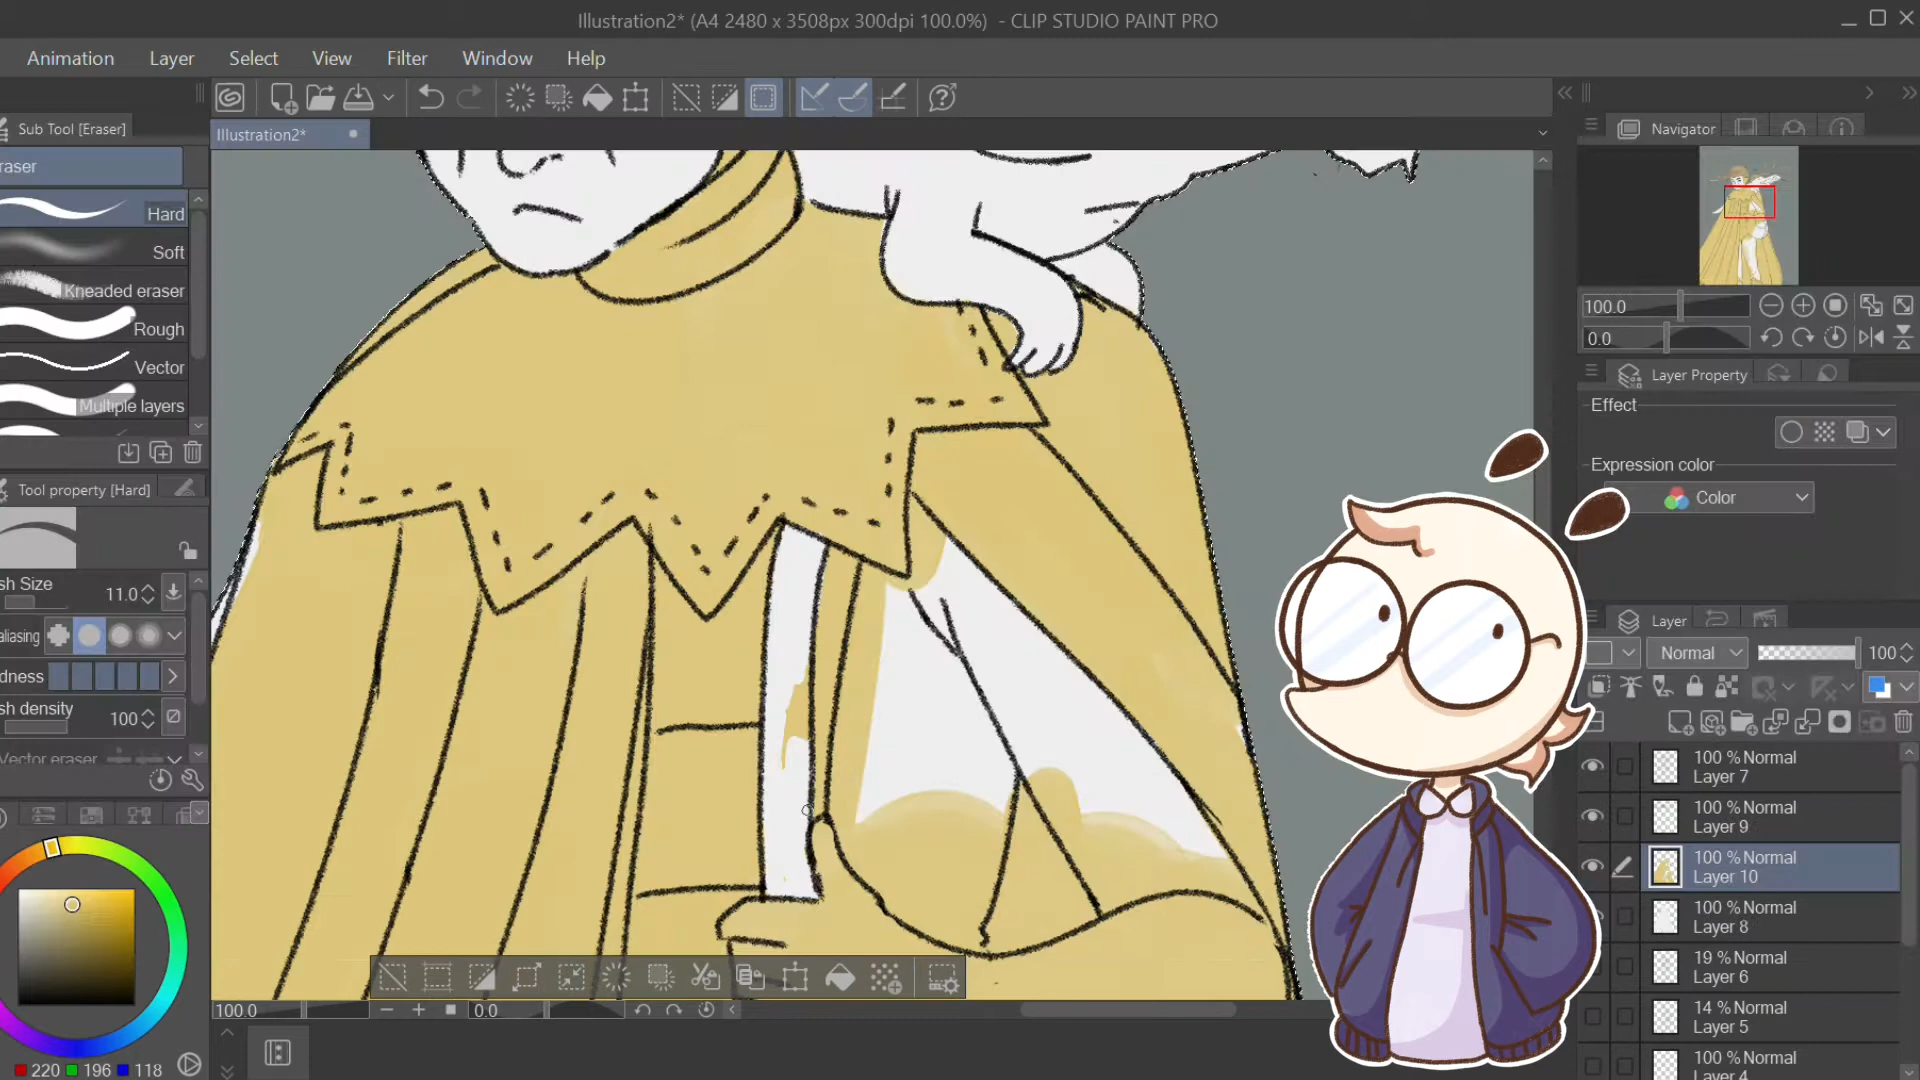 Illustration2* (A4 2480 x 3508px 300dpi 100.0%) - CLIP STUDIO PAINT PRO
Animation Layer Select View Filter Help Window Help
Sub Tool [Eraser]
Illustration2*
Navigator
raser
Hard
Soft
Kneaded eraser
Rough
Vector
Multiple layers
100.0
0.0
Layer Property
Effect
Expression color
Color
Tool property [Hard]
sh Size 11.0
aliasing
dness
sh density 100
Vector eraser
Layer
Normal 100
100 % Normal
Layer 7
100 % Normal
Layer 9
100 % Normal
Layer 10
100 % Normal
Layer 8
19 % Normal
Layer 6
14 % Normal
Layer 5
100 % Normal
Layer 4
100.0 0.0
220 196 118